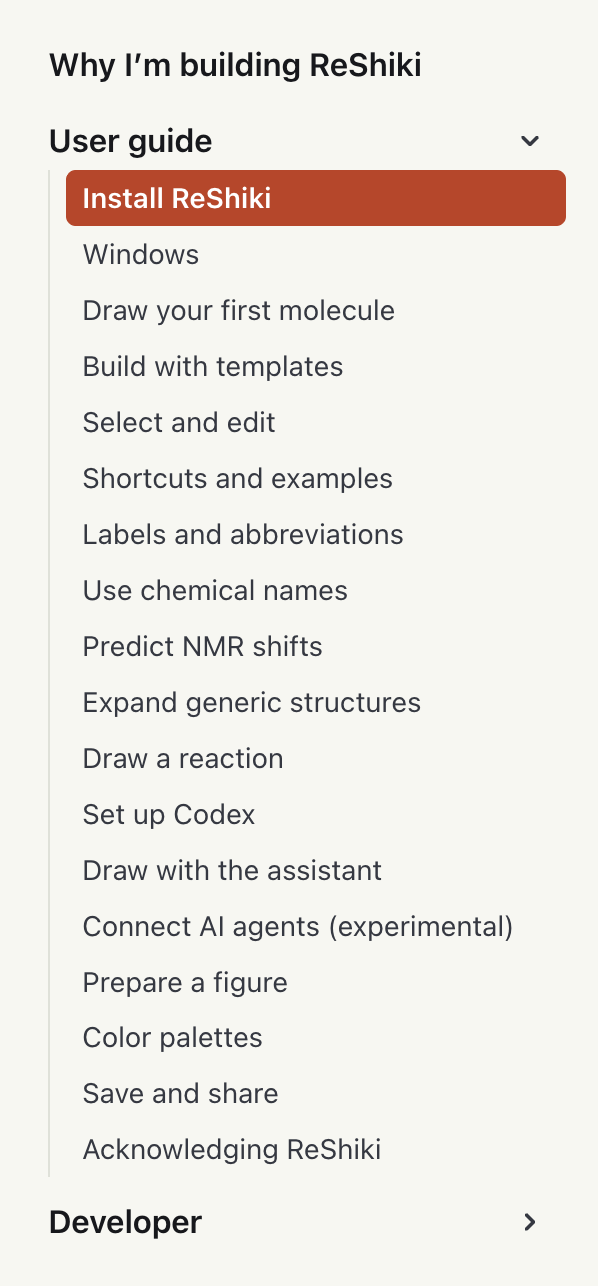 Why I’m building ReShiki
User guide
Install ReShiki
Windows
Draw your first molecule
Build with templates
Select and edit
Shortcuts and examples
Labels and abbreviations
Use chemical names
Predict NMR shifts
Expand generic structures
Draw a reaction
Set up Codex
Draw with the assistant
Connect AI agents (experimental)
Prepare a figure
Color palettes
Save and share
Acknowledging ReShiki
Developer